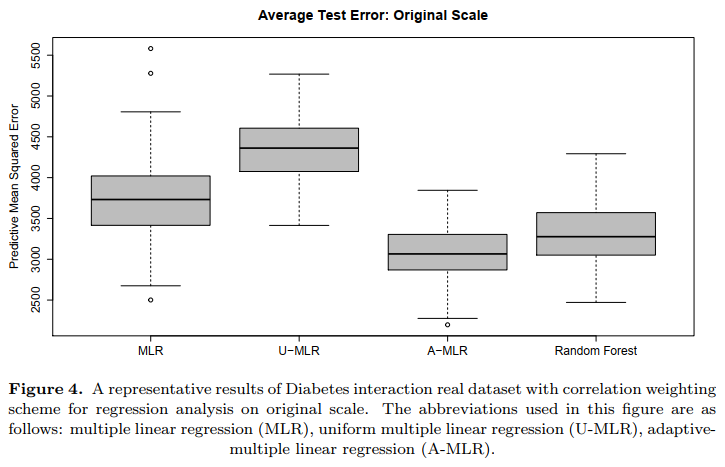 Average Test Error: Original Scale
Predictive Mean Squared Error
5500
5000
4500
4000
3500
3000
2500
MLR
U−MLR
A−MLR
Random Forest
Figure 4. A representative results of Diabetes interaction real dataset with correlation weighting
scheme for regression analysis on original scale. The abbreviations used in this figure are as
follows: multiple linear regression (MLR), uniform multiple linear regression (U-MLR), adaptive-
multiple linear regression (A-MLR).